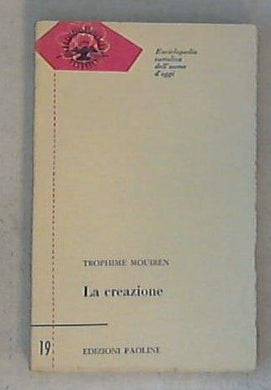 Enciclopedia
cattolica
dell'uomo
d'oggi
TROPHIME MOUIREN
La creazione
19
EDIZIONI PAOLINE